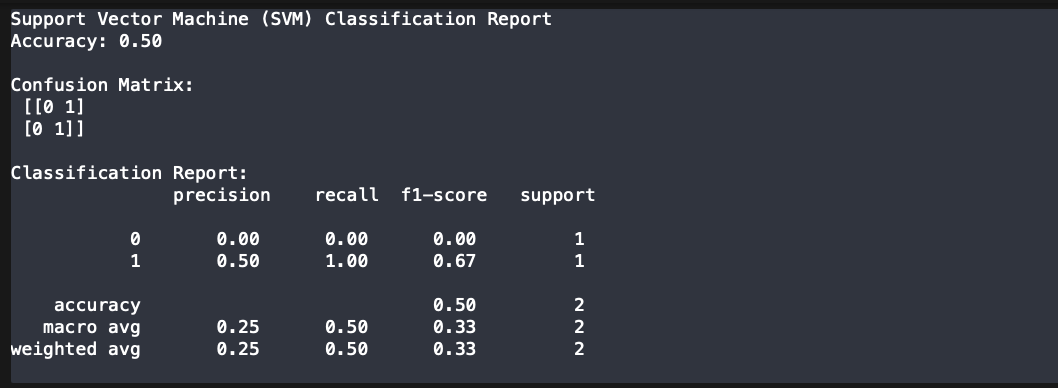 Support Vector Machine (SVM) Classification Report
Accuracy: 0.50
Confusion Matrix:
[[0 1]
[0 1]]
Classification Report:
precision recall f1-score support
0 0.00 0.00 0.00 1
1 0.50 1.00 0.67 1
accuracy 0.50 2
macro avg 0.25 0.50 0.33 2
weighted avg 0.25 0.50 0.33 2